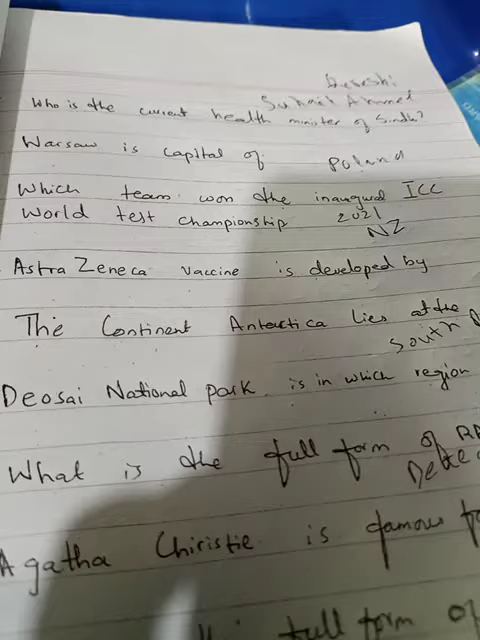 Who is the current health minister of Sindh?
Warsaw is capital of. Poland
Which team won the inaugural ICC
World test championship 2021
NZ
Astra Zeneca vaccine is developed by
The Continent Antarctica lies at the
South
Deosai National park. is in which region
What is the full form of
Agatha Chiristie is famous
full form of